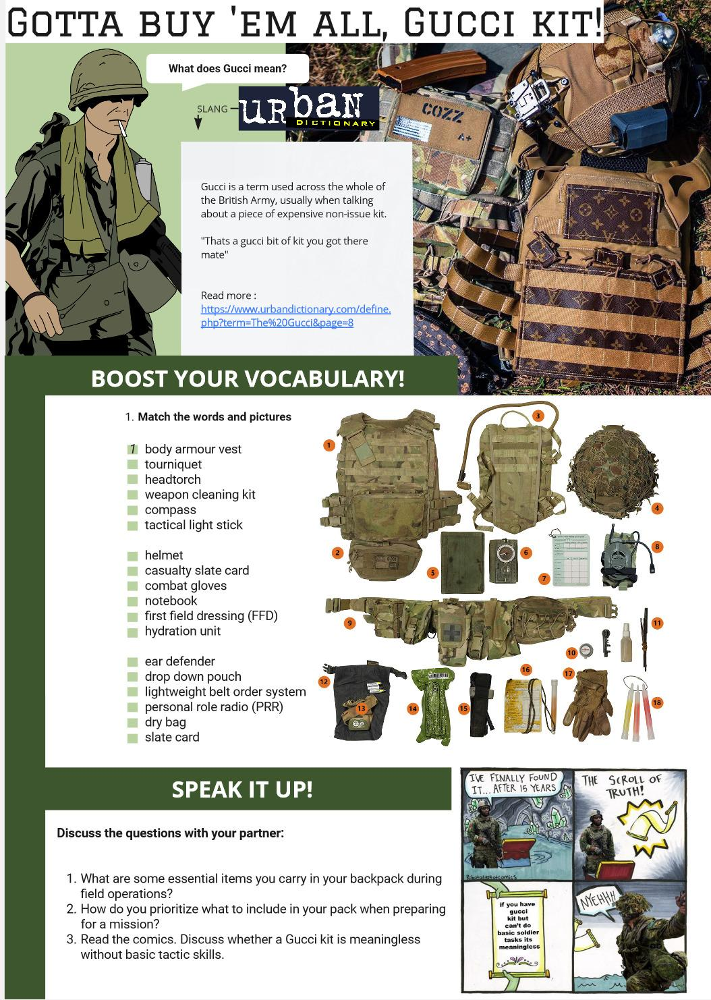 Gotta buy 'em all, Gucci kit!
What does Gucci mean?
SLANG
urban
DICTIONARY
COZZ
A+
Gucci is a term used across the whole of
the British Army, usually when talking
about a piece of expensive non-issue kit.
"Thats a gucci bit of kit you got there
mate"
Read more :
https://www.urbandictionary.com/define.
php?term=The%20Gucci&page=8
BOOST YOUR VOCABULARY!
1. Match the words and pictures
1 body armour vest
tourniquet
headtorch
weapon cleaning kit
compass
tactical light stick
helmet
casualty slate card
combat gloves
notebook
first field dressing (FFD)
hydration unit
ear defender
drop down pouch
lightweight belt order system
personal role radio (PRR)
dry bag
slate card
1
2
3
4
5
6
7
8
9
10
11
12
13
14
15
16
17
18
SPEAK IT UP!
Discuss the questions with your partner:
1. What are some essential items you carry in your backpack during
field operations?
2. How do you prioritize what to include in your pack when preparing
for a mission?
3. Read the comics. Discuss whether a Gucci kit is meaningless
without basic tactic skills.
I'VE FINALLY FOUND
IT... AFTER 15 YEARS
THE SCROLL OF
TRUTH!
Robotatertotcomics
if you have
gucci
kit but
can't do
basic soldier
tasks its
meaningless
NYEHHH